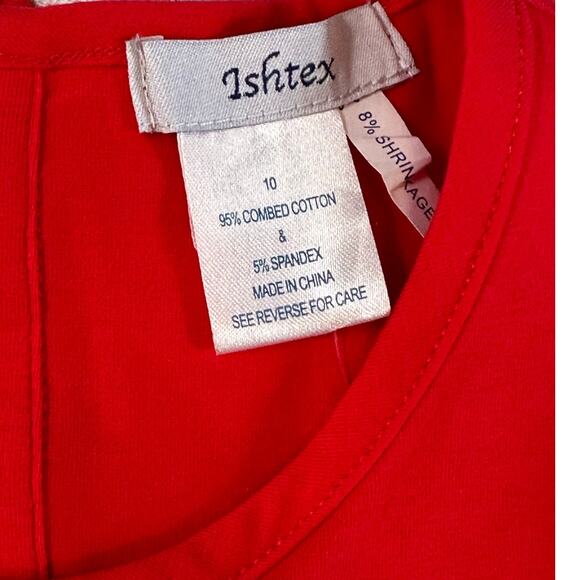 Ishtex
8% SHRINKAGE
10
95% COMBED COTTON
&
5% SPANDEX
MADE IN CHINA
SEE REVERSE FOR CARE